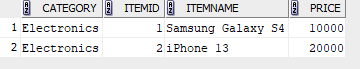 CATEGORY ITEMID ITEMNAME PRICE
1 Electronics 1 Samsung Galaxy S4 10000
2 Electronics 2 iPhone 13 20000